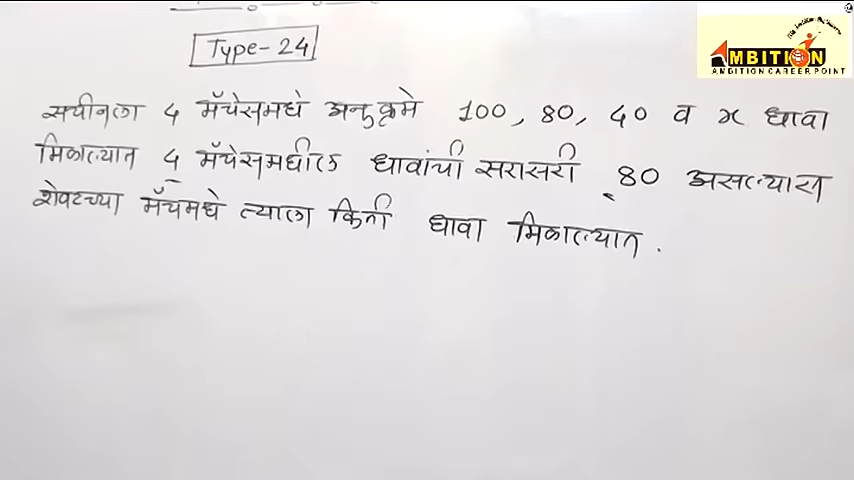 Type-24
सचीनला 4 मॅचेसमधे अनुक्रमे 100, 80, 40 व x धावा
मिळाल्यात 4 मॅचेसमधील धावांची सरासरी 80 असल्यास
शेवटच्या मॅचमधे त्याला किती धावा मिळाल्यात.
AMBITION
AMBITION CAREER POINT